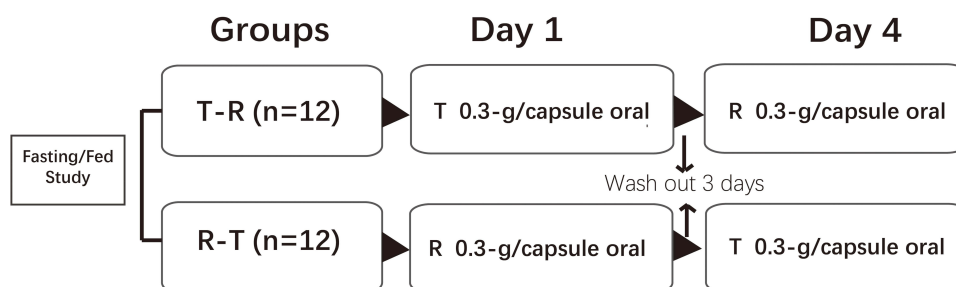 Groups
Day 1
Day 4
T-R (n=12)
T 0.3-g/capsule oral
R 0.3-g/capsule oral
Fasting/Fed
Study
Wash out 3 days
R-T (n=12)
R 0.3-g/capsule oral
T 0.3-g/capsule oral